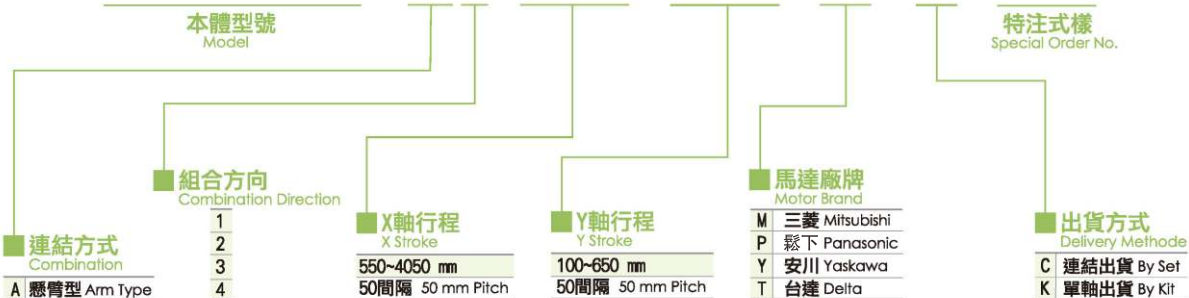 本體型號
Model
特注式樣
Special Order No.
組合方向
Combination Direction
1
2
3
4
連結方式
Combination
A 懸臂型 Arm Type
X軸行程
X Stroke
550~4050 mm
50間隔 50 mm Pitch
Y軸行程
Y Stroke
100~650 mm
50間隔 50 mm Pitch
馬達廠牌
Motor Brand
M 三菱 Mitsubishi
P 鬆下 Panasonic
Y 安川 Yaskawa
T 台達 Delta
出貨方式
Delivery Methode
C 連結出貨 By Set
K 單軸出貨 By Kit